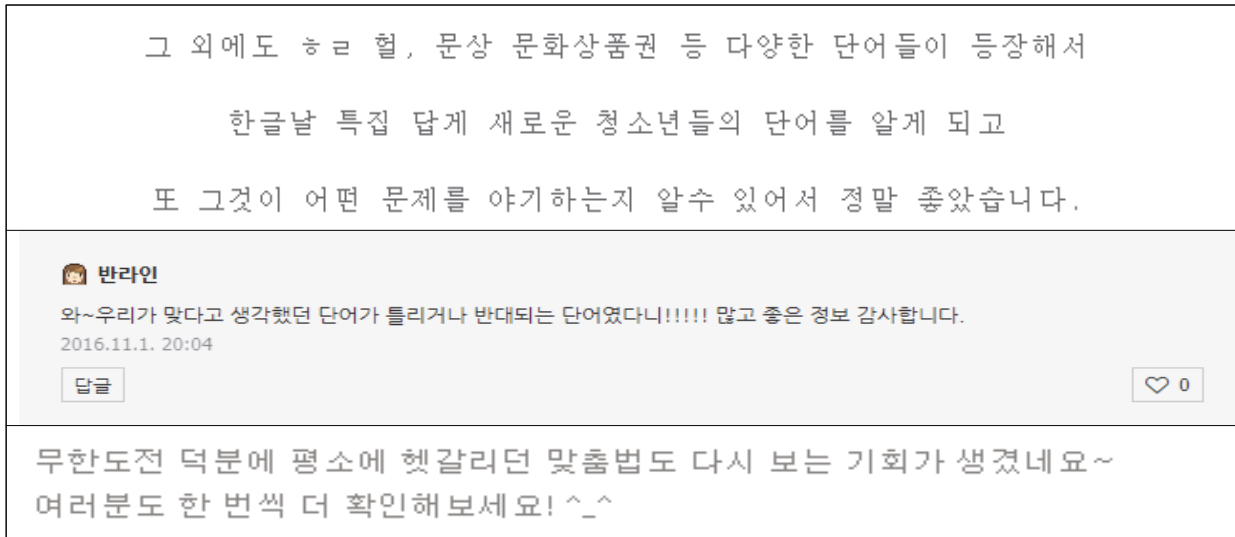 그 외에도 ㅎㄹ 헐, 문상 문화상품권 등 다양한 단어들이 등장해서
한글날 특집 답게 새로운 청소년들의 단어를 알게 되고
또 그것이 어떤 문제를 야기하는지 알수 있어서 정말 좋았습니다.
반라인
와~우리가 맞다고 생각했던 단어가 틀리거나 반대되는 단어였다니!!!!! 많고 좋은 정보 감사합니다.
2016.11.1. 20:04
답글
♡ 0
무한도전 덕분에 평소에 헷갈리던 맞춤법도 다시 보는 기회가 생겼네요~
여러분도 한 번씩 더 확인해보세요! ^_^